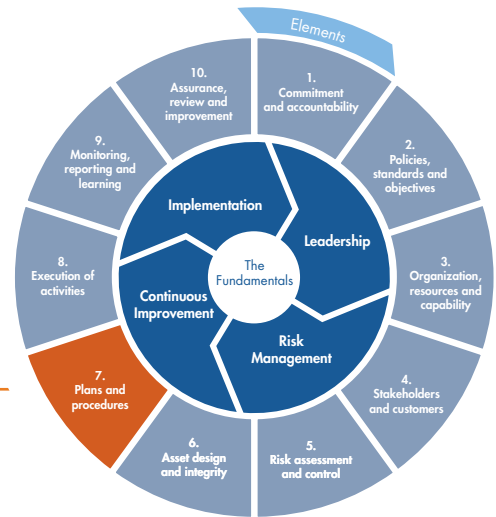 Elements
1.
Commitment
and accountability
2.
Policies,
standards and
objectives
3.
Organization,
resources and
capability
4.
Stakeholders
and customers
5.
Risk assessment
and control
6.
Asset design
and integrity
7.
Plans and
procedures
8.
Execution of
activities
9.
Monitoring,
reporting and
learning
10.
Assurance,
review and
improvement
Implementation
Leadership
Risk
Management
Continuous
Improvement
The
Fundamentals